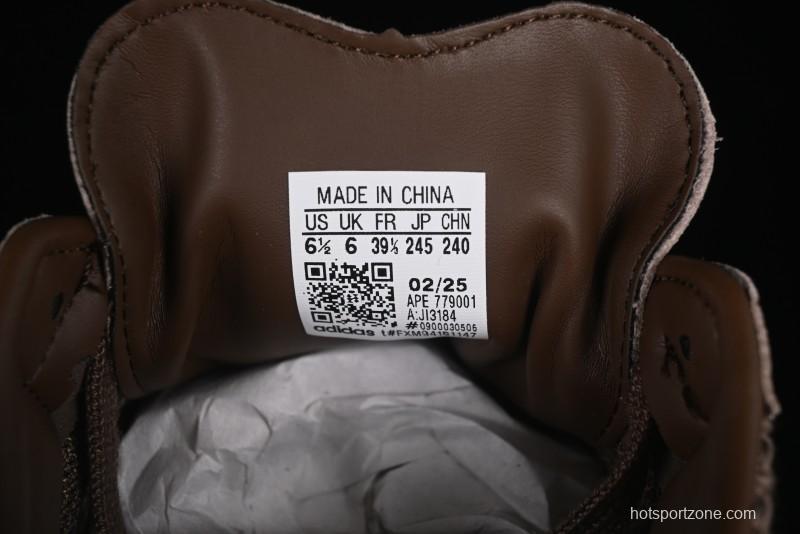 MADE IN CHINA
US UK FR JP CHN
6½ 6 39⅓ 245 240
02/25
APE 779001
A:JI3184
#0900030506
adidas t#FXM94161147
hotsportzone.com